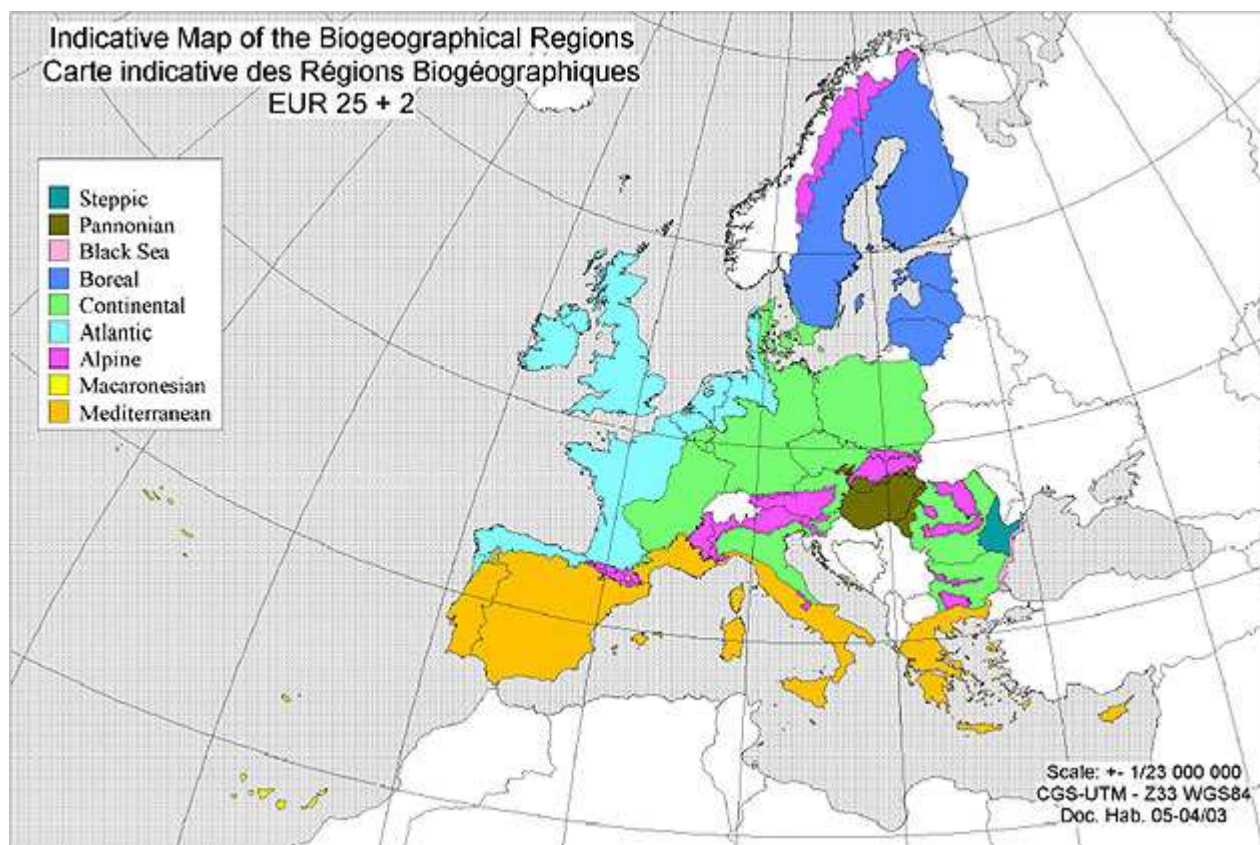 Indicative Map of the Biogeographical Regions
Carte indicative des Régions Biogéographiques
EUR 25 + 2
Steppic
Pannonian
Black Sea
Boreal
Continental
Atlantic
Alpine
Macaronesian
Mediterranean
Scale: +- 1/23 000 000
CGS-UTM - Z33 WGS84
Doc. Hab. 05-04/03